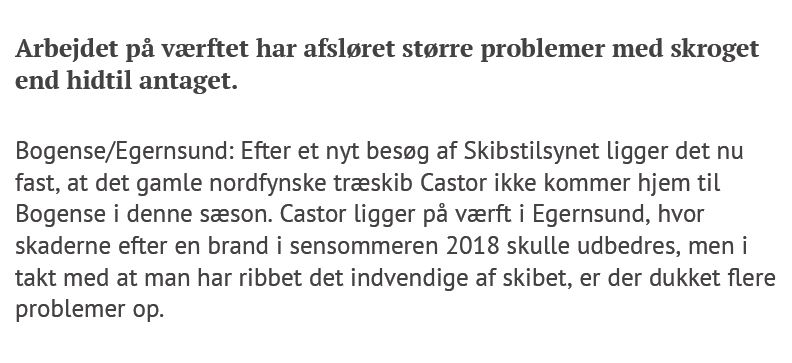 Arbejdet på værftet har afsløret større problemer med skroget
end hidtil antaget.
Bogense/Egernsund: Efter et nyt besøg af Skibstilsynet ligger det nu
fast, at det gamle nordfynske træskib Castor ikke kommer hjem til
Bogense i denne sæson. Castor ligger på værft i Egernsund, hvor
skaderne efter en brand i sensommeren 2018 skulle udbedres, men i
takt med at man har ribbet det indvendige af skibet, er der dukket flere
problemer op.